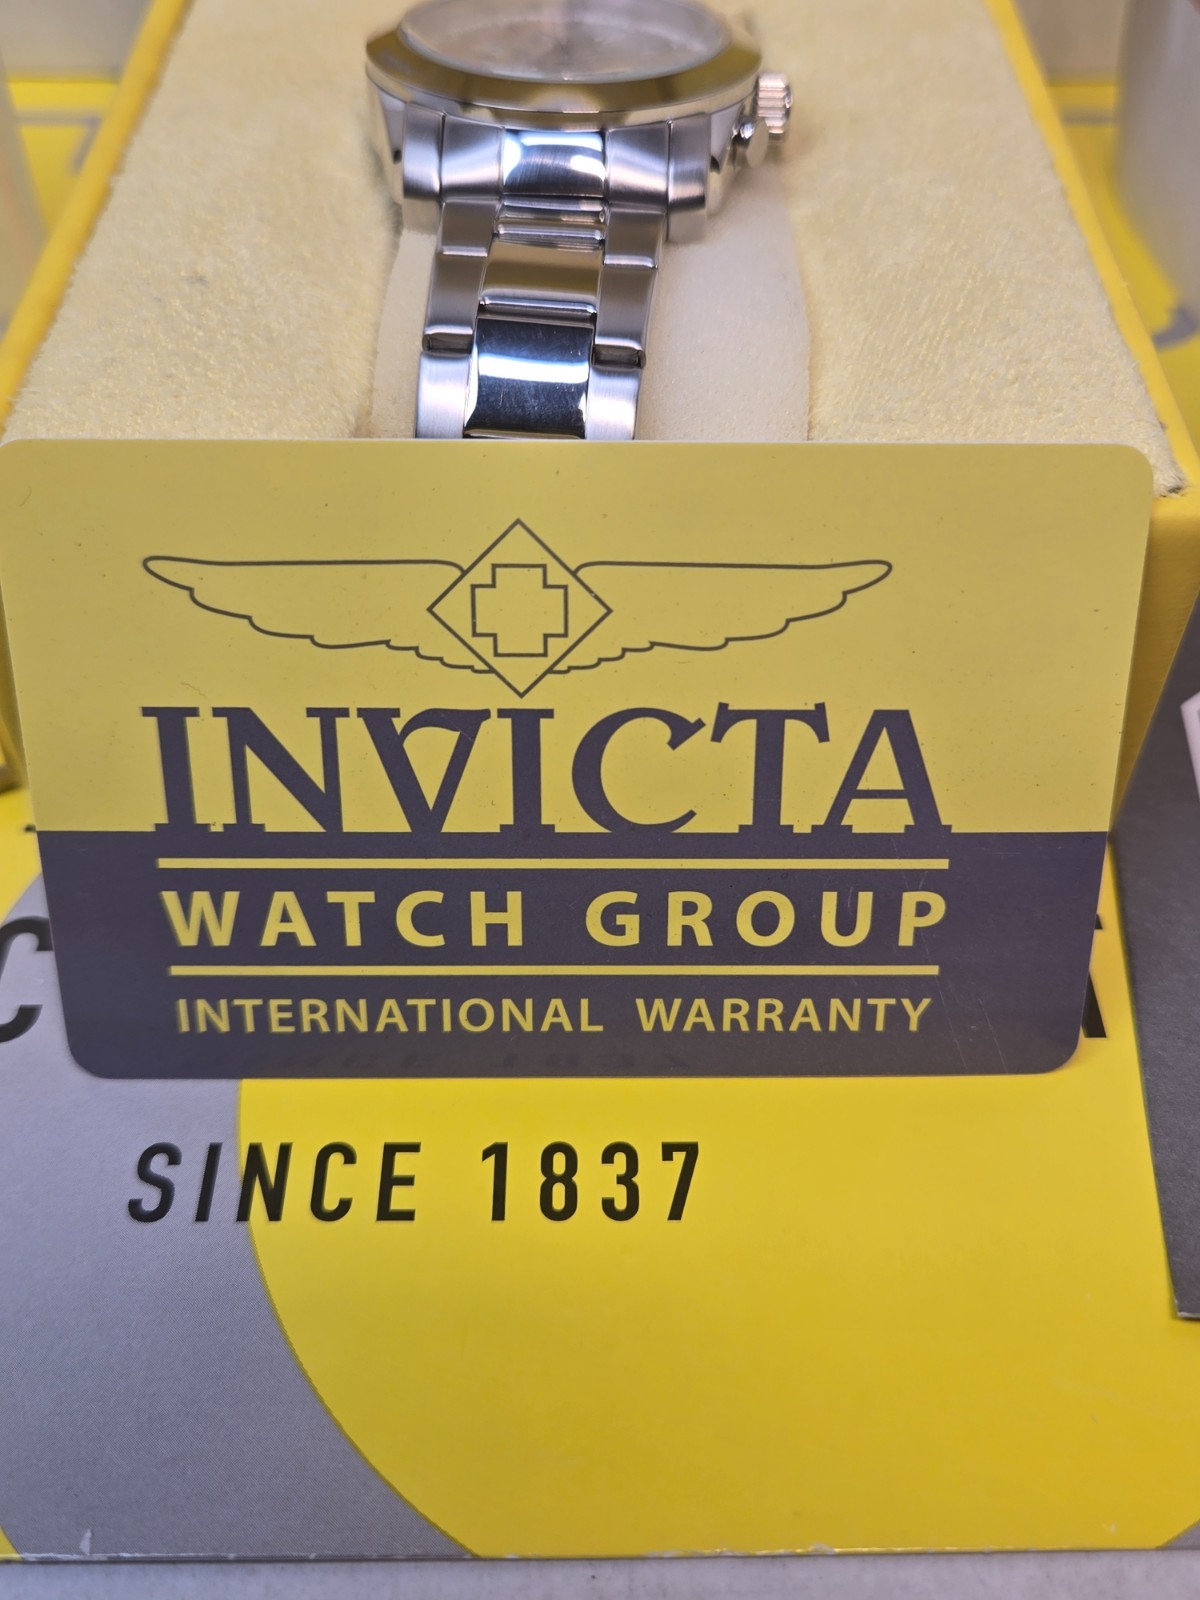 INVICTA
WATCH GROUP
INTERNATIONAL WARRANTY
SINCE 1837